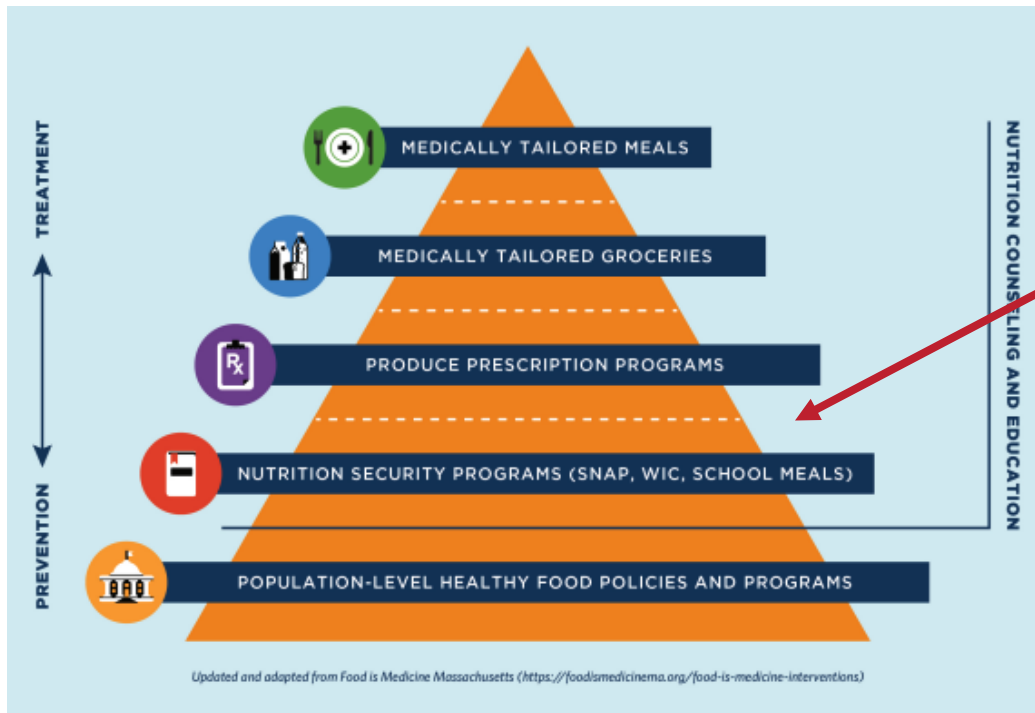 TREATMENT
PREVENTION
MEDICALLY TAILORED MEALS
MEDICALLY TAILORED GROCERIES
Rx
PRODUCE PRESCRIPTION PROGRAMS
NUTRITION SECURITY PROGRAMS (SNAP, WIC, SCHOOL MEALS)
POPULATION-LEVEL HEALTHY FOOD POLICIES AND PROGRAMS
NUTRITION COUNSELING AND EDUCATION
Updated and adapted from Food is Medicine Massachusetts (https://foodismedicinema.org/food-is-medicine-interventions)